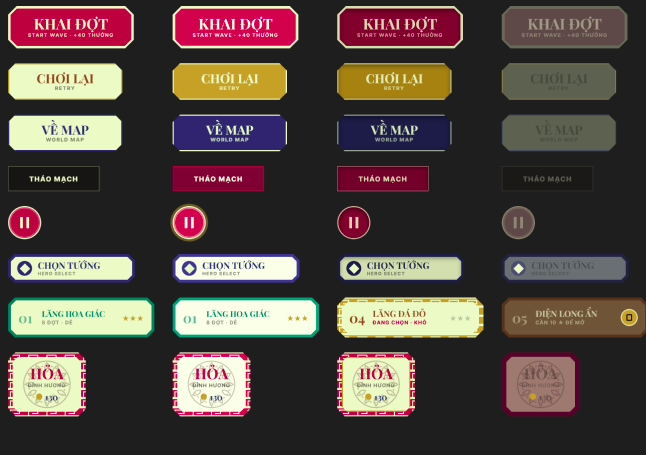 KHAI ĐỢT KHAI ĐỢT KHAI ĐỢT KHAI ĐỢT
START WAVE · +40 THƯỞNG START WAVE · +40 THƯỞNG START WAVE · +40 THƯỞNG START WAVE · +40 THƯỞNG
CHƠI LẠI CHƠI LẠI CHƠI LẠI CHƠI LẠI
RETRY RETRY RETRY RETRY
VỀ MAP VỀ MAP VỀ MAP VỀ MAP
WORLD MAP WORLD MAP WORLD MAP WORLD MAP
THÁO MẠCH THÁO MẠCH THÁO MẠCH THÁO MẠCH
CHỌN TƯỚNG CHỌN TƯỚNG CHỌN TƯỚNG CHỌN TƯỚNG
HERO SELECT HERO SELECT HERO SELECT HERO SELECT
01 LĂNG HOA GIÁC 01 LĂNG HOA GIÁC 04 LĂNG ĐÁ ĐỎ 05 ĐIỆN LONG ẨN
8 ĐỢT · DỄ 8 ĐỢT · DỄ ĐANG CHỌN · KHÓ CẦN 10 ★ ĐỂ MỞ
HỎA HỎA HỎA HỎA
ĐỈNH HƯƠNG ĐỈNH HƯƠNG ĐỈNH HƯƠNG ĐỈNH HƯƠNG
130 130 130 130